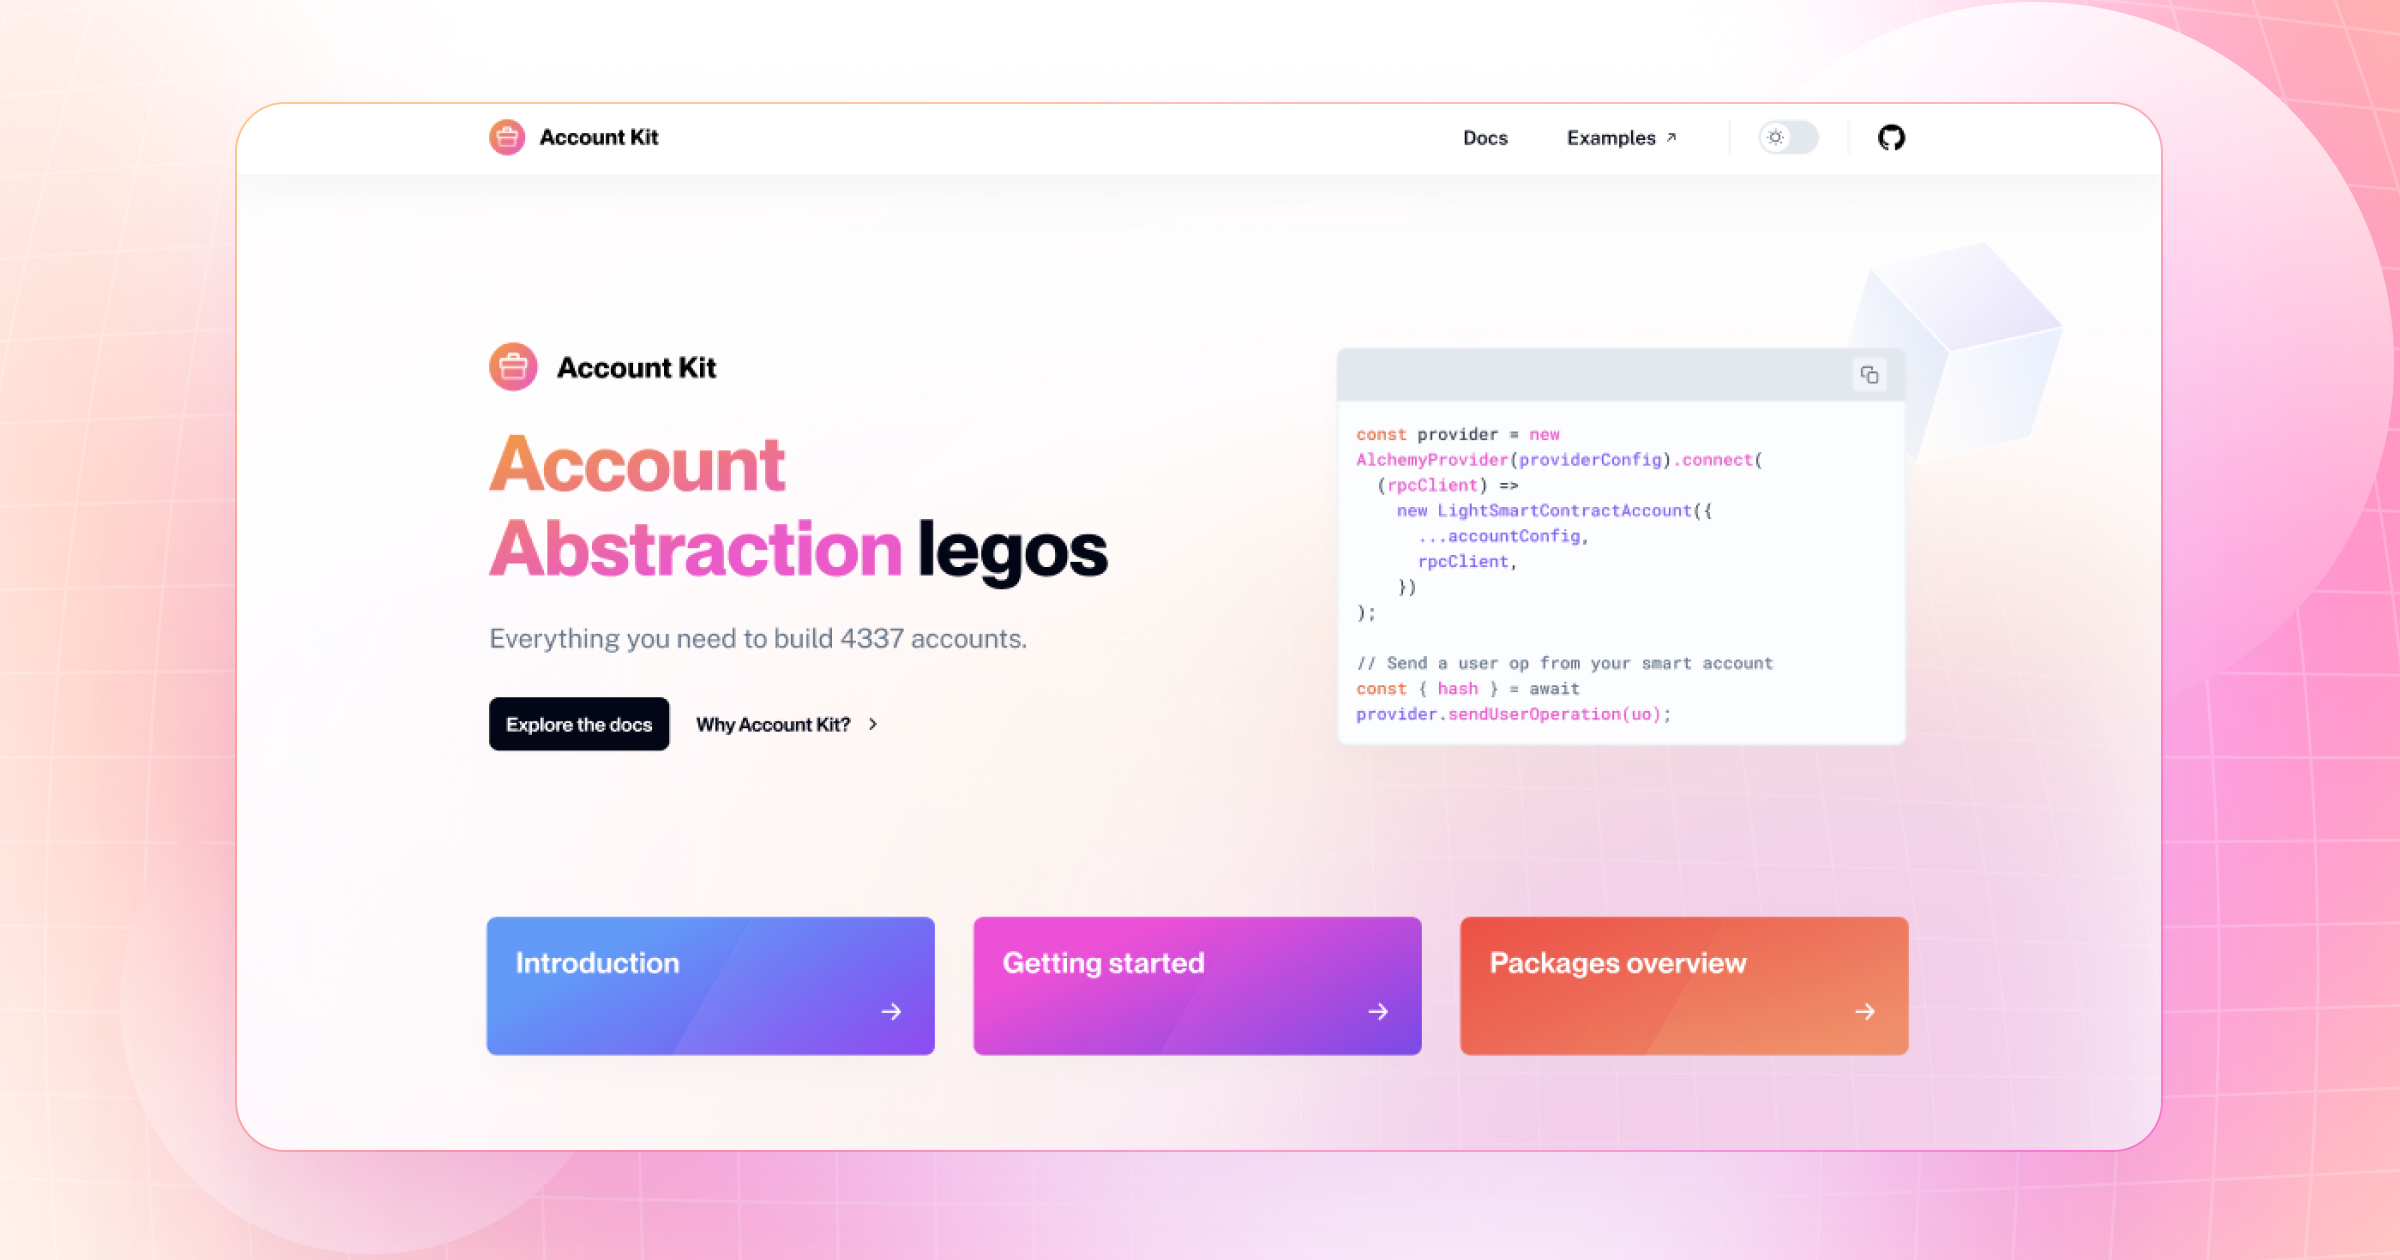 Account Kit
Docs
Examples ↗
Account Kit
Account
Abstraction legos
Everything you need to build 4337 accounts.
Explore the docs
Why Account Kit? >
const provider = new
AlchemyProvider(providerConfig).connect(
  (rpcClient) =>
    new LightSmartContractAccount({
      ...accountConfig,
      rpcClient,
    })
);
// Send a user op from your smart account
const { hash } = await
provider.sendUserOperation(uo);
Introduction
→
Getting started
→
Packages overview
→